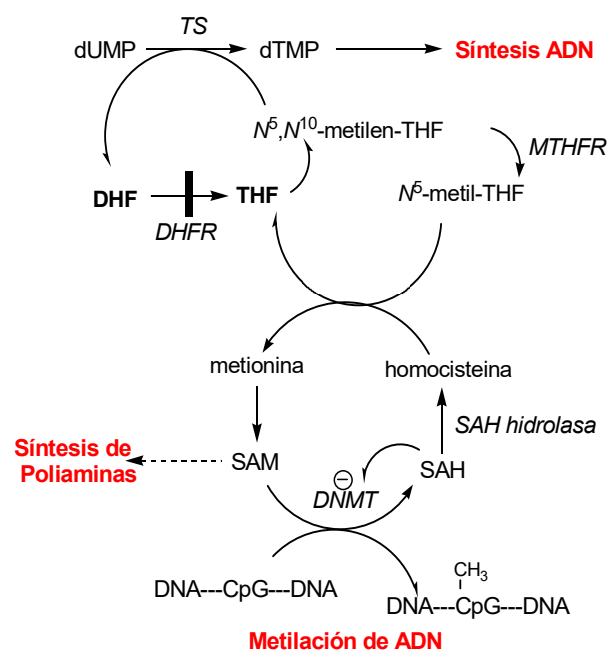 TS
dUMP
dTMP
Síntesis ADN
N⁵,N¹⁰-metilen-THF
MTHFR
DHF
THF
N⁵-metil-THF
DHFR
metionina
homocisteina
SAH hidrolasa
Síntesis de
Poliaminas
SAM
SAH
DNMT
CH₃
DNA---CpG---DNA
DNA---CpG---DNA
Metilación de ADN